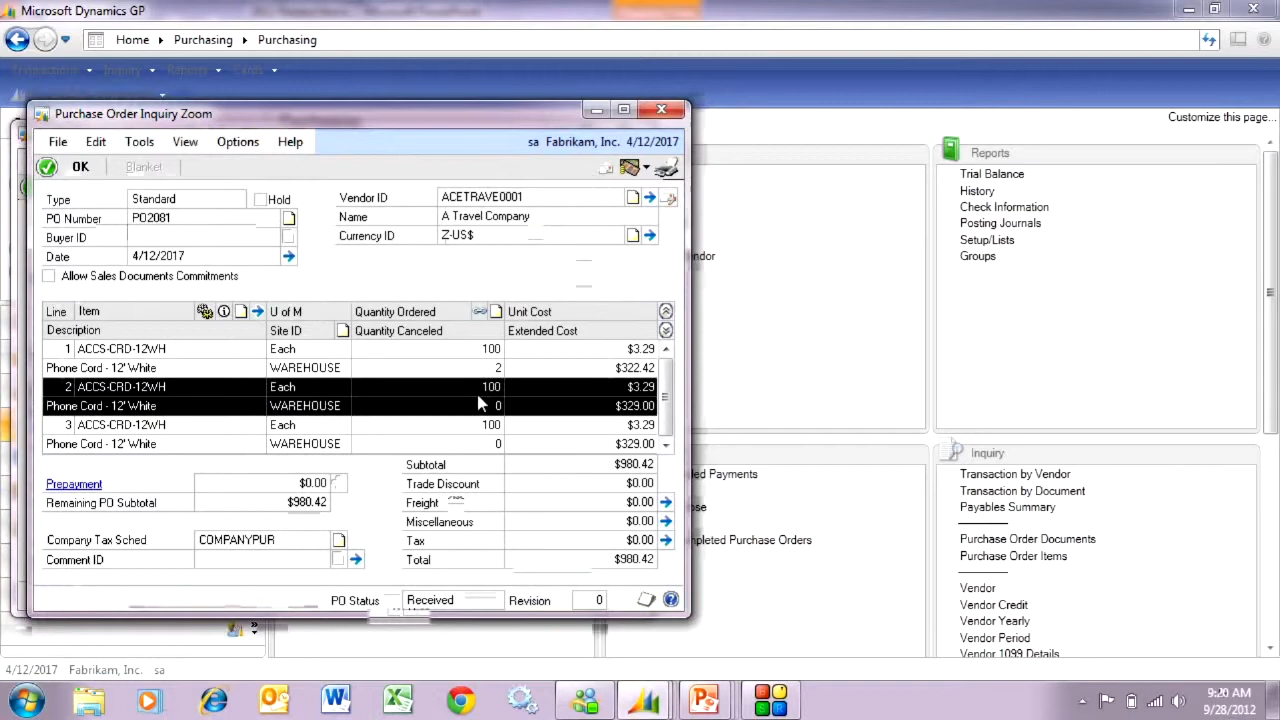 Microsoft Dynamics GP
Home Purchasing Purchasing
Transactions Inquiry Reports Cards
Customize this page...
Purchase Order Inquiry Zoom
File Edit Tools View Options Help sa Fabrikam, Inc. 4/12/2017
OK Blanket
Type Standard Hold
PO Number PO2081
Buyer ID
Date 4/12/2017
Allow Sales Documents Commitments
Vendor ID ACETRAVE0001
Name A Travel Company
Currency ID Z-US$
Line Item U of M Quantity Ordered Unit Cost
Description Site ID Quantity Canceled Extended Cost
1 ACCS-CRD-12WH Each 100 $3.29
Phone Cord - 12' White WAREHOUSE 2 $322.42
2 ACCS-CRD-12WH Each 100 $3.29
Phone Cord - 12' White WAREHOUSE 0 $329.00
3 ACCS-CRD-12WH Each 100 $3.29
Phone Cord - 12' White WAREHOUSE 0 $329.00
Subtotal $980.42
Prepayment $0.00 Trade Discount $0.00
Remaining PO Subtotal $980.42 Freight $0.00
Miscellaneous $0.00
Company Tax Sched COMPANYPUR Tax $0.00
Comment ID Total $980.42
PO Status Received Revision 0
Reports
Trial Balance
History
Check Information
Posting Journals
Setup/Lists
Groups
Inquiry
Transaction by Vendor
Transaction by Document
Payables Summary
Purchase Order Documents
Purchase Order Items
Vendor
Vendor Credit
Vendor Yearly
Vendor Period
Vendor 1099 Details
Payments
Purchase Orders
4/12/2017 Fabrikam, Inc. sa
9:20 AM
9/28/2012